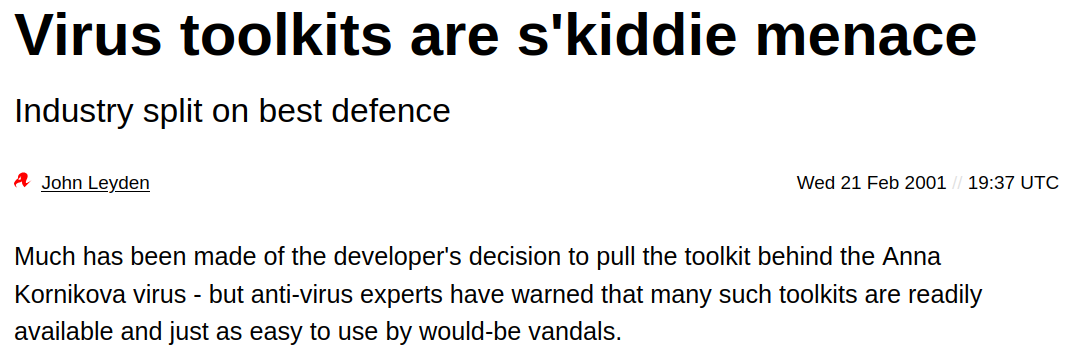 Virus toolkits are s'kiddie menace
Industry split on best defence
John Leyden
Wed 21 Feb 2001 // 19:37 UTC
Much has been made of the developer's decision to pull the toolkit behind the Anna
Kornikova virus - but anti-virus experts have warned that many such toolkits are readily
available and just as easy to use by would-be vandals.